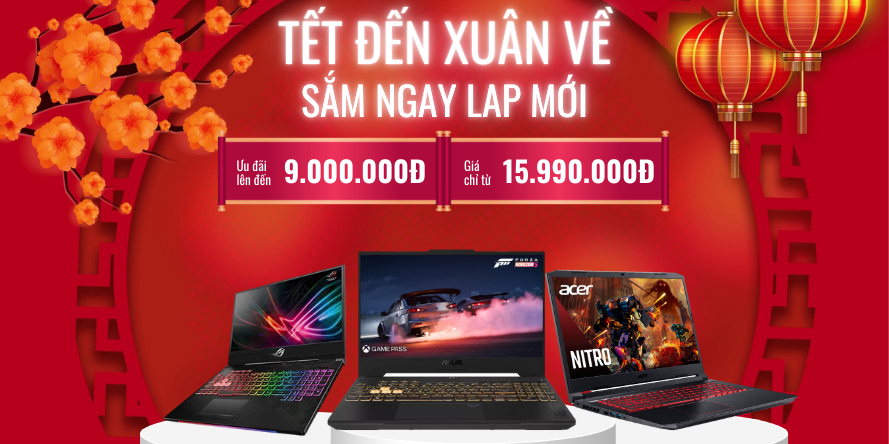 TẾT ĐẾN XUÂN VỀ
SẮM NGAY LAP MỚI
Ưu đãi
lên đến
9.000.000Đ
Giá
chỉ từ
15.990.000Đ
FORZA
HORIZON 5
acer
GAME PASS
NITRO